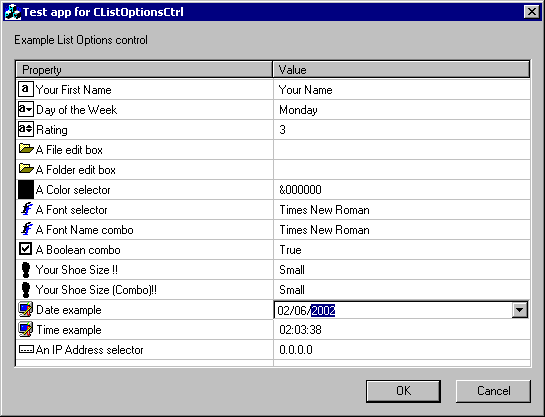 Test app for CListOptionsCtrl
Example List Options control
Property Value
a Your First Name Your Name
a Day of the Week Monday
a Rating 3
A File edit box
A Folder edit box
A Color selector &000000
f A Font selector Times New Roman
f A Font Name combo Times New Roman
A Boolean combo True
Your Shoe Size !! Small
Your Shoe Size (Combo)!! Small
Date example 02/06/2002
Time example 02:03:38
An IP Address selector 0.0.0.0
OK Cancel